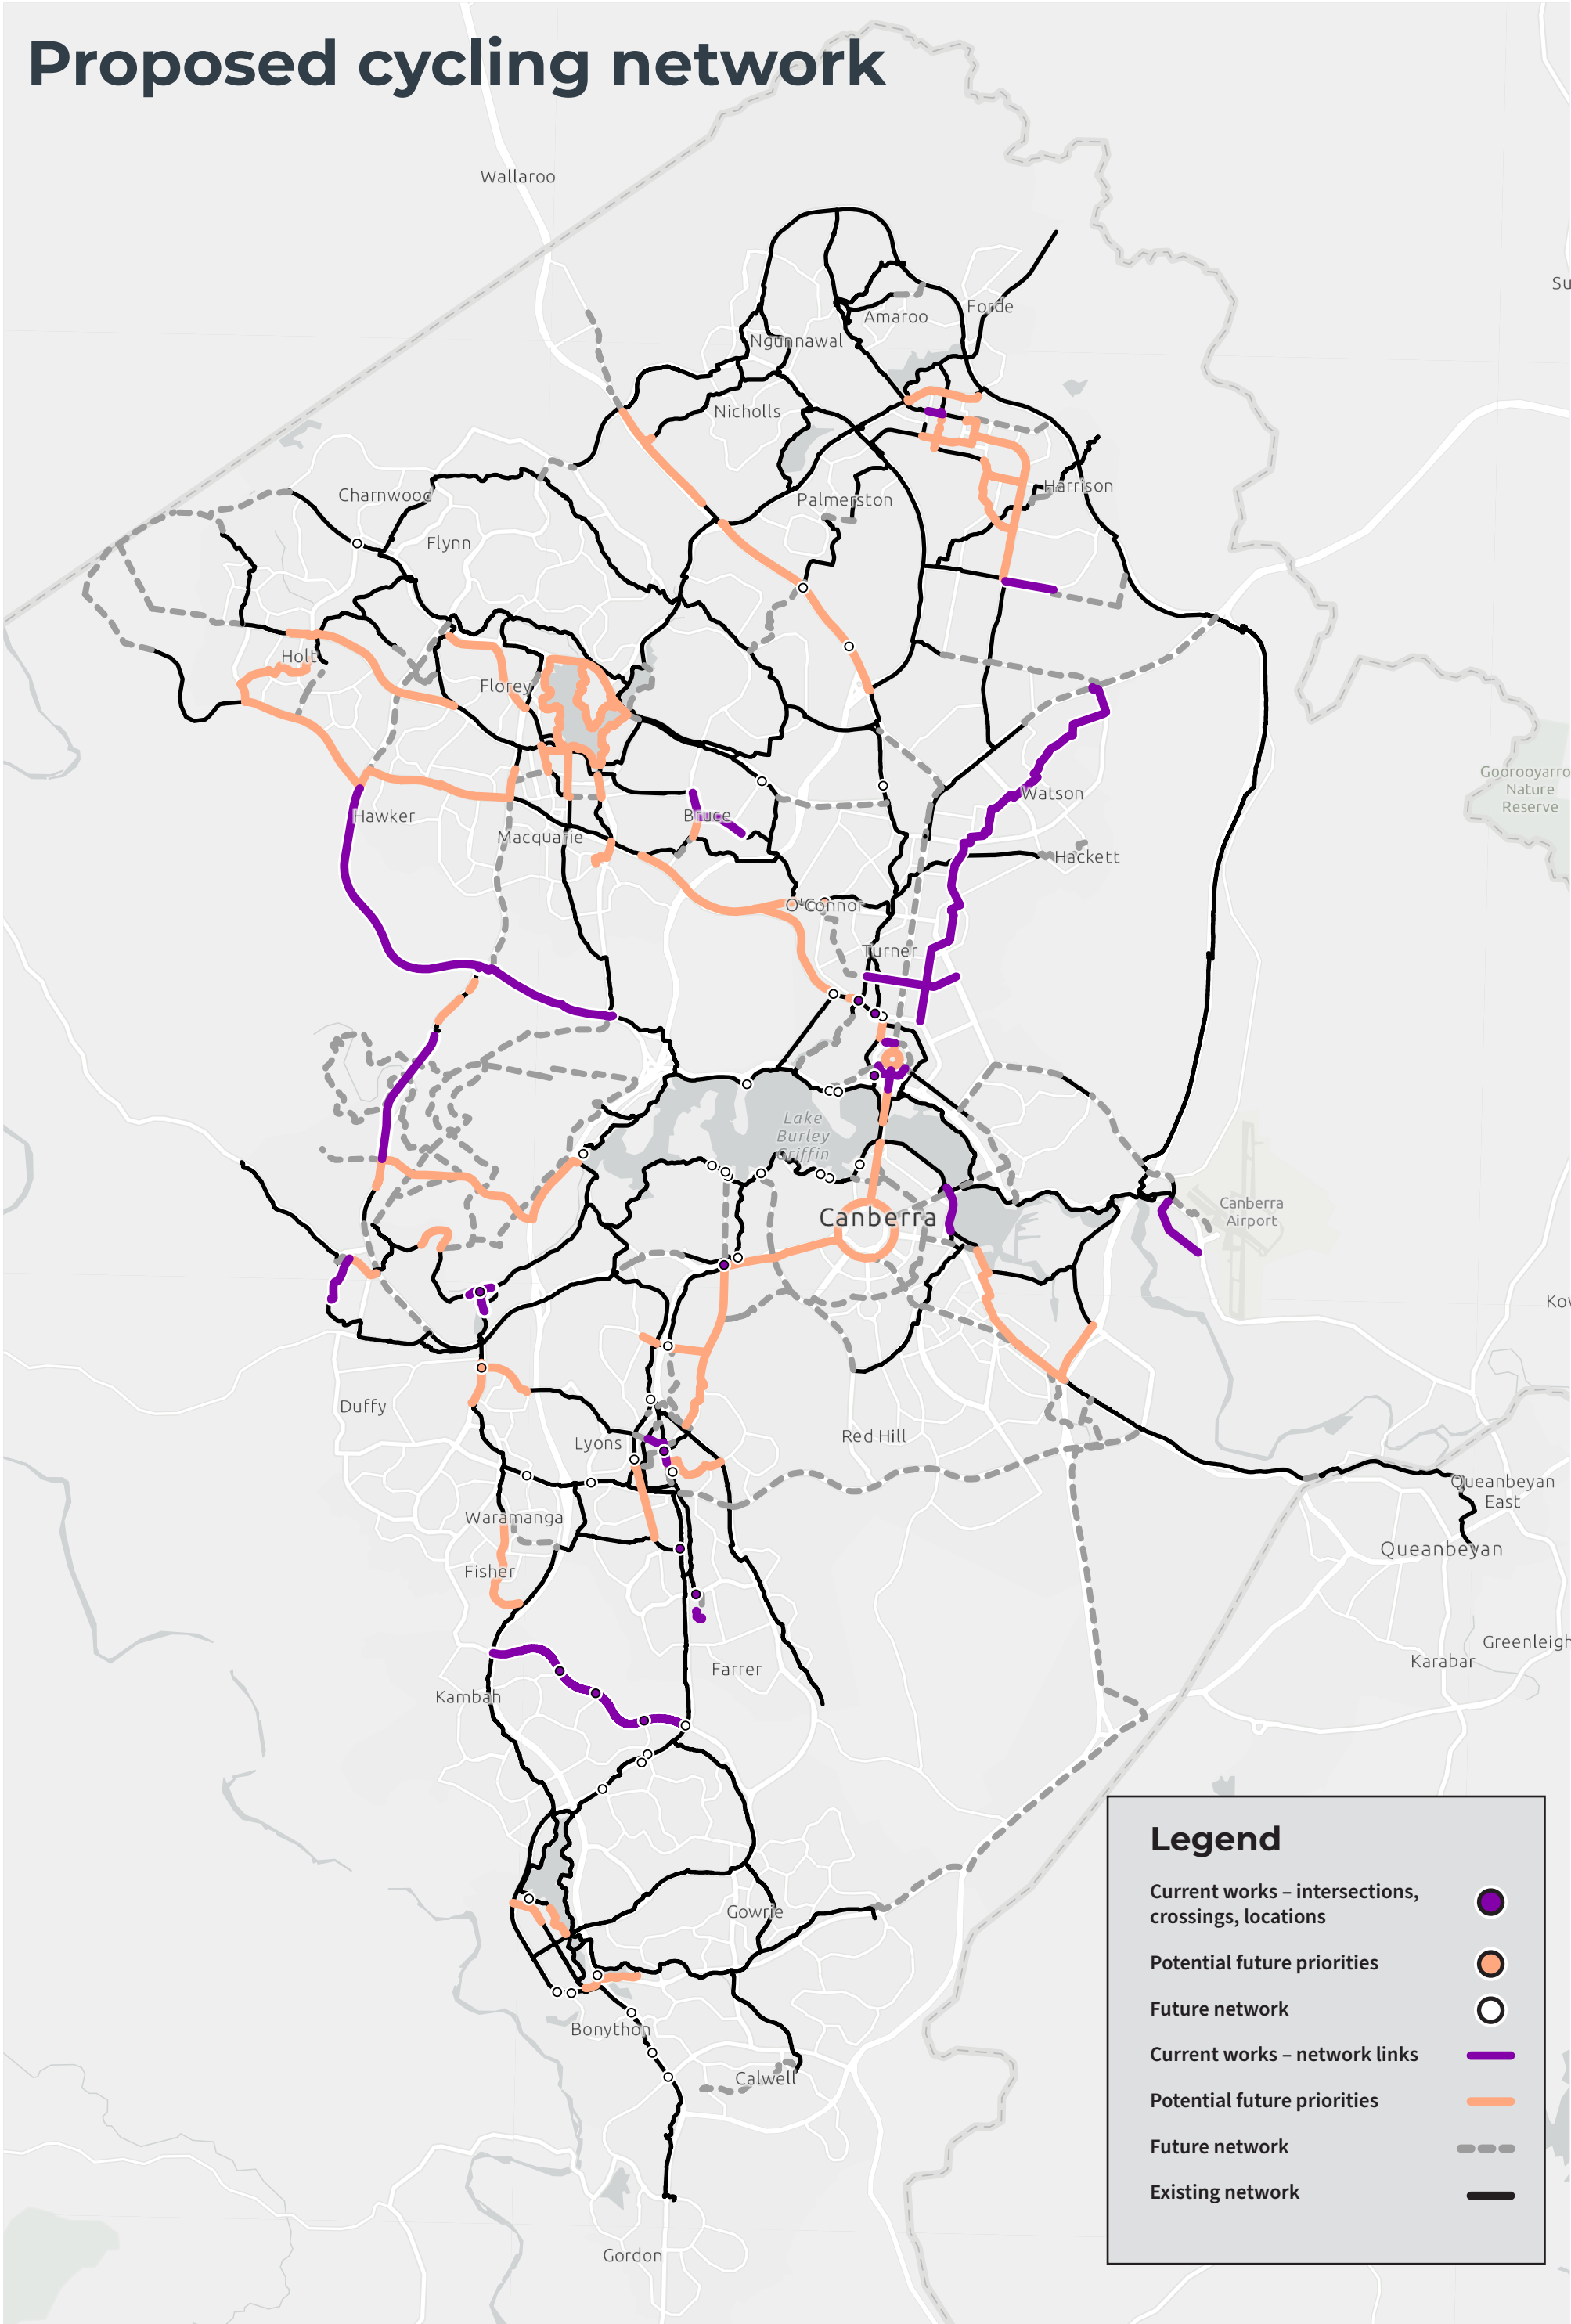 Proposed cycling network
Wallaroo
Su
Forde
Amaroo
Ngunnawal
Nicholls
Harrison
Charnwood
Palmerston
Flynn
Holt
Florey
Goorooyarro
Nature
Reserve
Watson
Hawker
Bruce
Macquarie
Hackett
O'Connor
Turner
Lake
Burley
Griffin
Canberra
Canberra
Airport
Kow
Duffy
Red Hill
Lyons
Queanbeyan
East
Waramanga
Queanbeyan
Fisher
Greenleigh
Karabar
Farrer
Kambah
Gowrie
Bonython
Calwell
Gordon
Legend
Current works – intersections,
crossings, locations
Potential future priorities
Future network
Current works – network links
Potential future priorities
Future network
Existing network